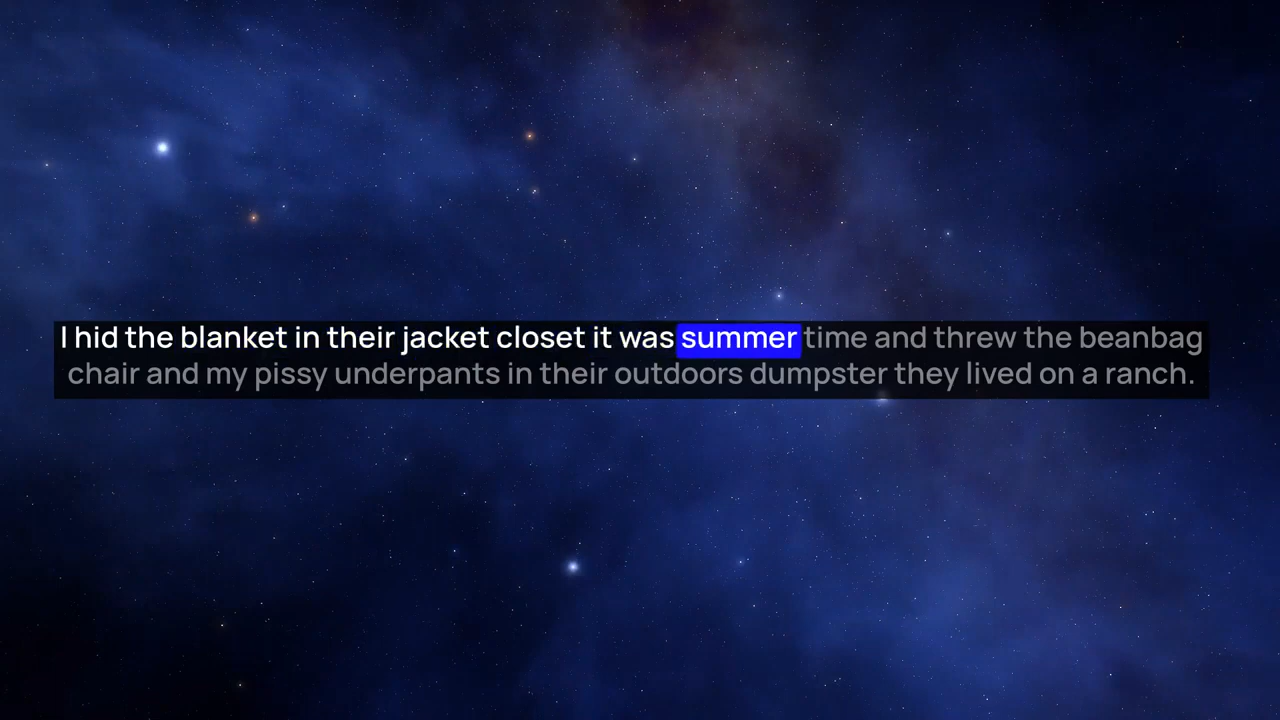 I hid the blanket in their jacket closet it was summer time and threw the beanbag
chair and my pissy underpants in their outdoors dumpster they lived on a ranch.